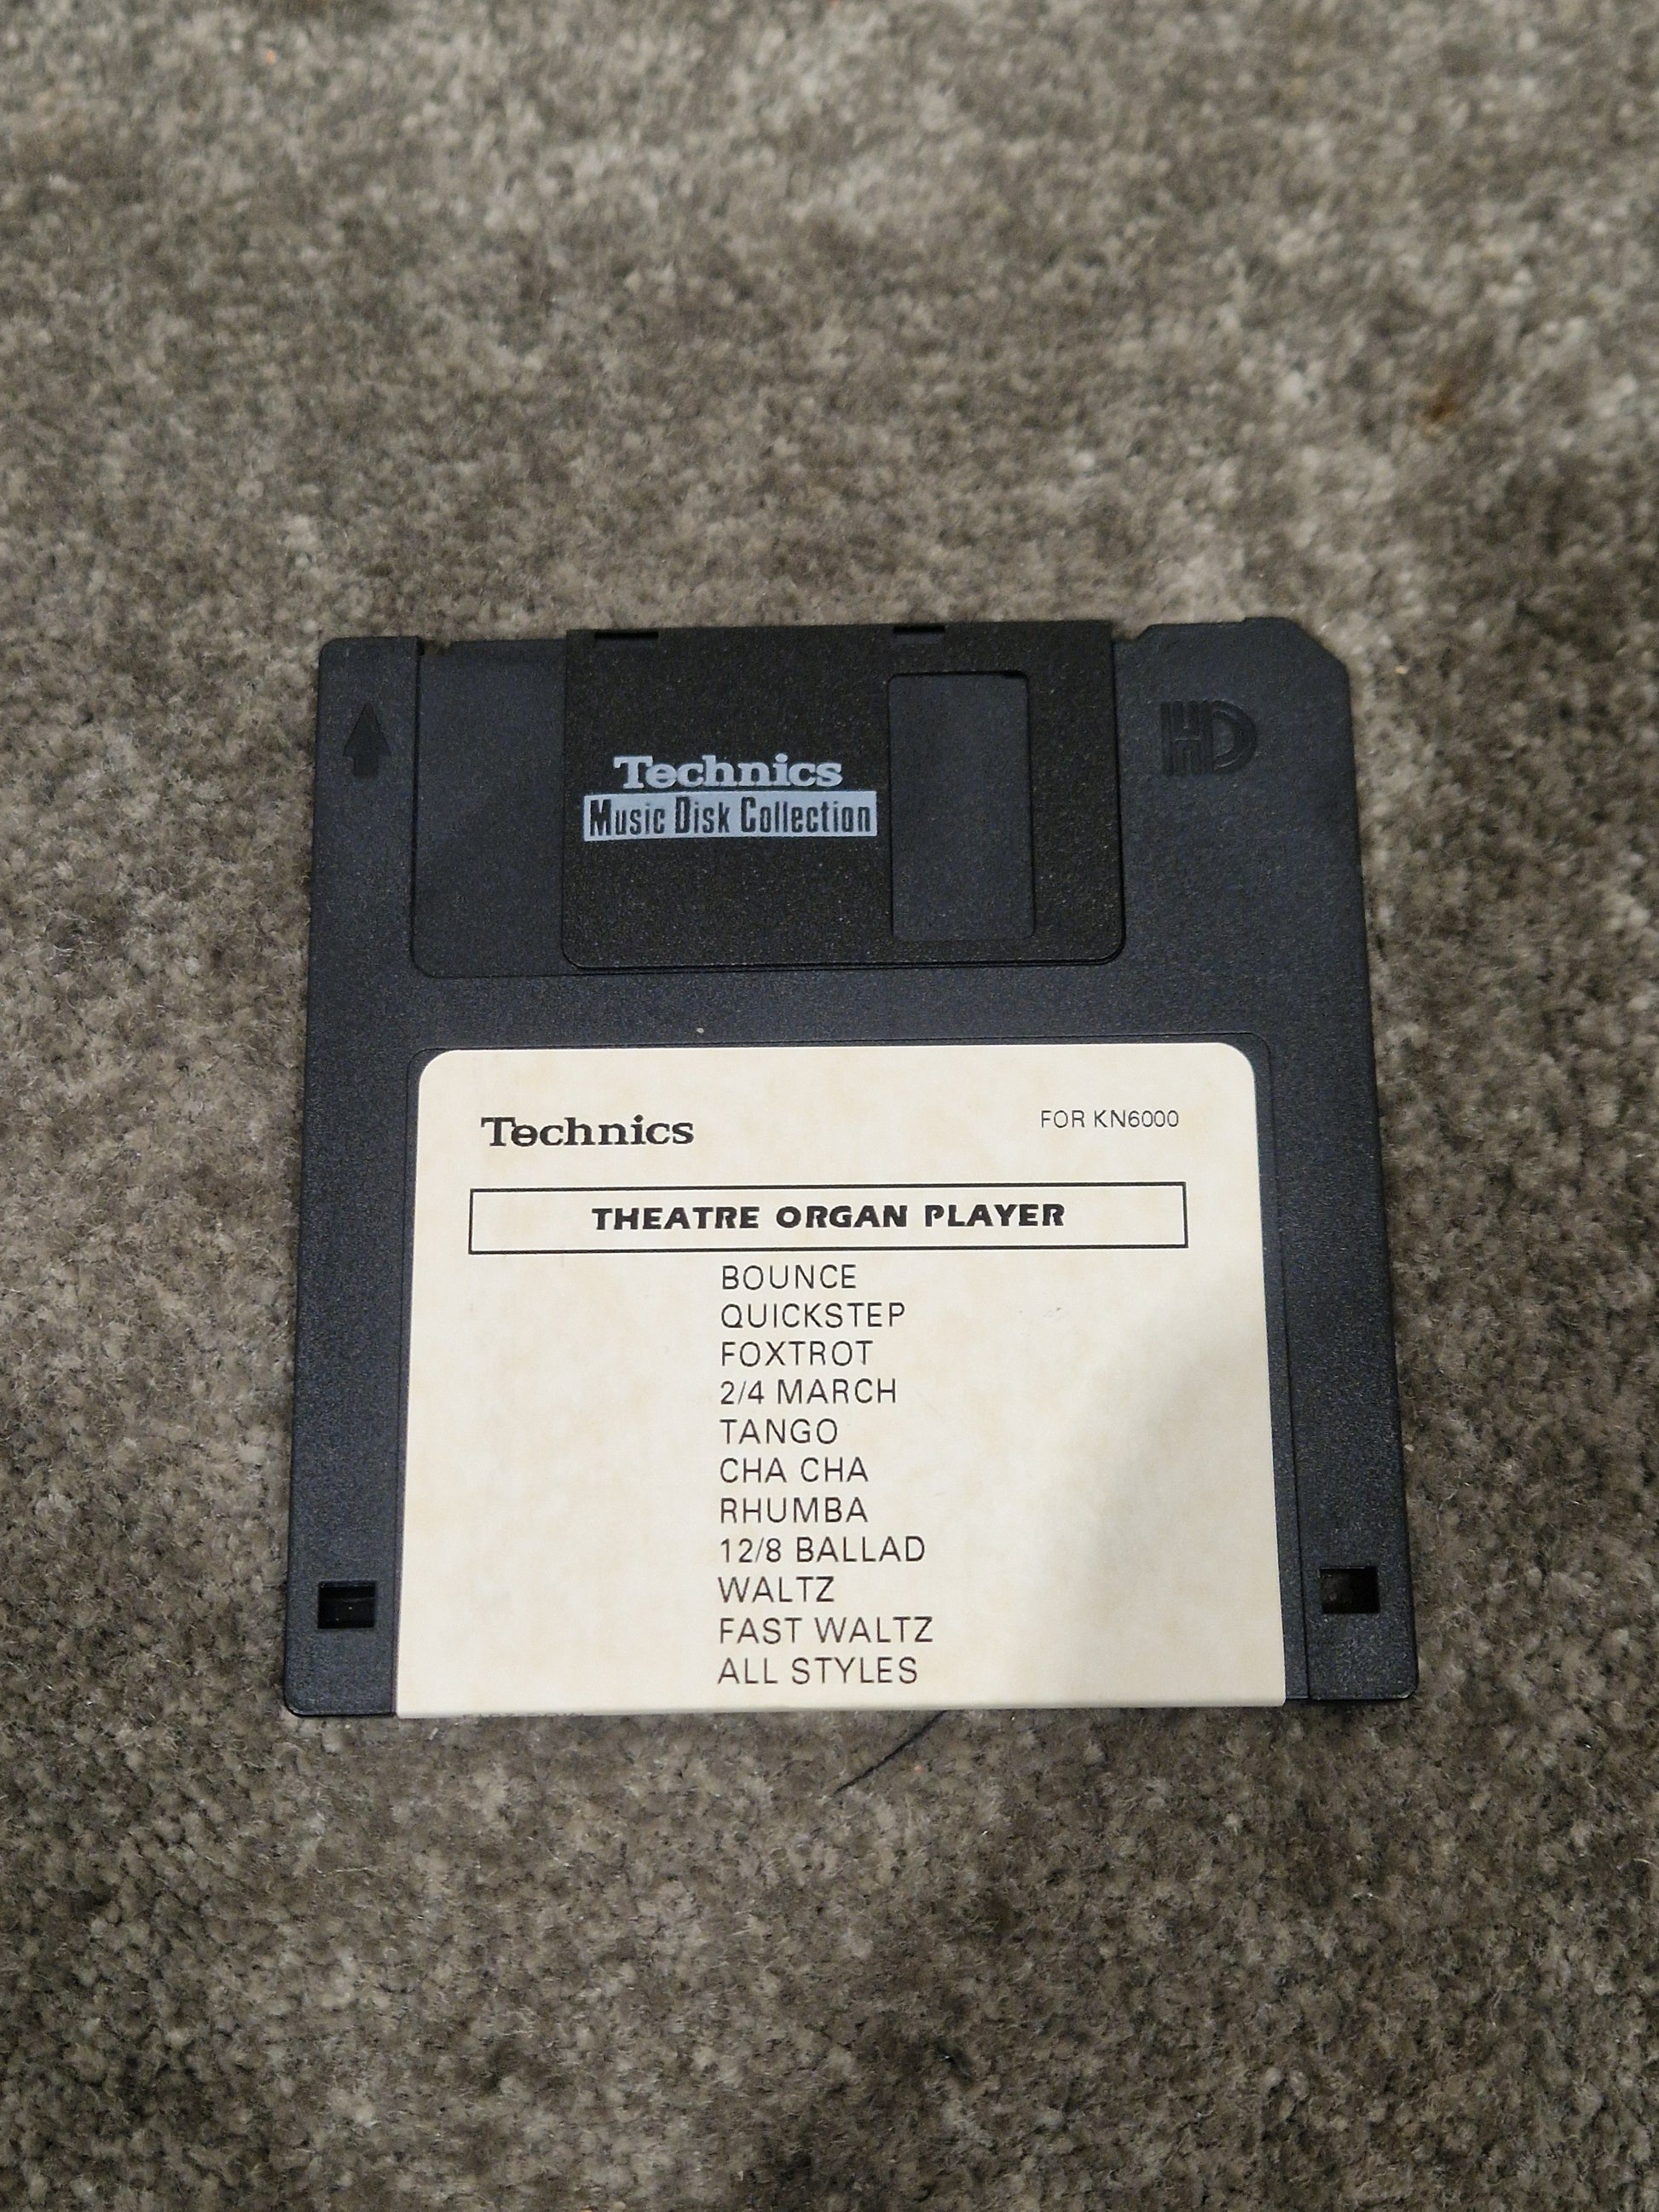 Technics
Music Disk Collection
HD
Technics
FOR KN6000
THEATRE ORGAN PLAYER
BOUNCE
QUICKSTEP
FOXTROT
2/4 MARCH
TANGO
CHA CHA
RHUMBA
12/8 BALLAD
WALTZ
FAST WALTZ
ALL STYLES